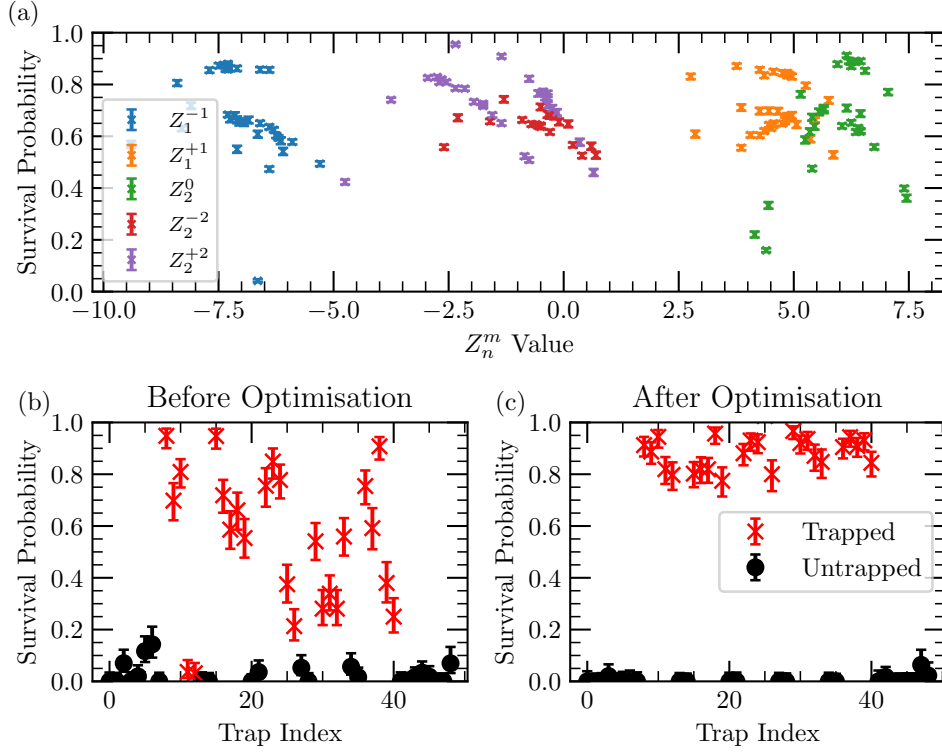 (a)
Survival Probability
1.0
0.8
0.6
0.4
0.2
0.0
Z_1^{-1}
Z_1^{+1}
Z_2^0
Z_2^{-2}
Z_2^{+2}
−10.0 −7.5 −5.0 −2.5 0.0 2.5 5.0 7.5
Z_n^m Value
(b) Before Optimisation
Survival Probability
1.0
0.8
0.6
0.4
0.2
0.0
0 20 40
Trap Index
(c) After Optimisation
Survival Probability
1.0
0.8
0.6
0.4
0.2
0.0
Trapped
Untrapped
0 20 40
Trap Index